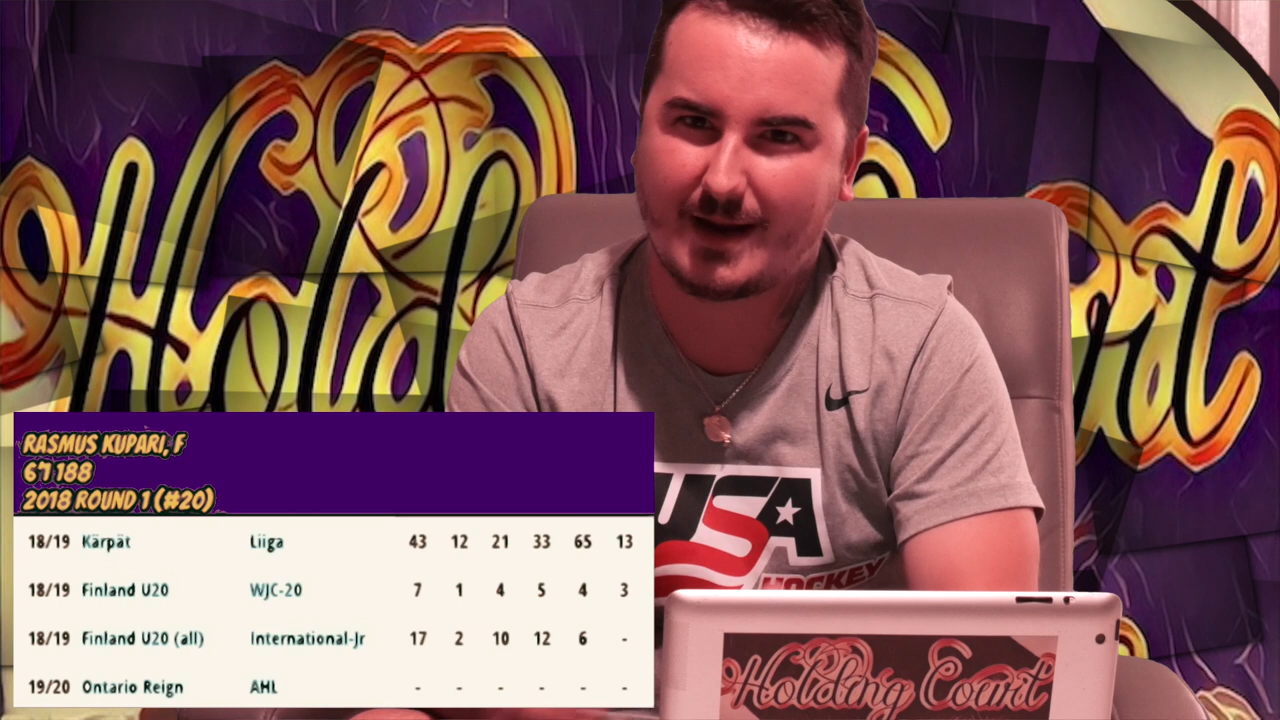 Holding Court
RASMUS KUPARI, F
6'1 188
2018 ROUND 1 (#20)
18/19 Kärpät Liiga 43 12 21 33 65 13
18/19 Finland U20 WJC-20 7 1 4 5 4 3
18/19 Finland U20 (all) International-Jr 17 2 10 12 6 -
19/20 Ontario Reign AHL - - - - - -
USA
HOCKEY
Holding Court